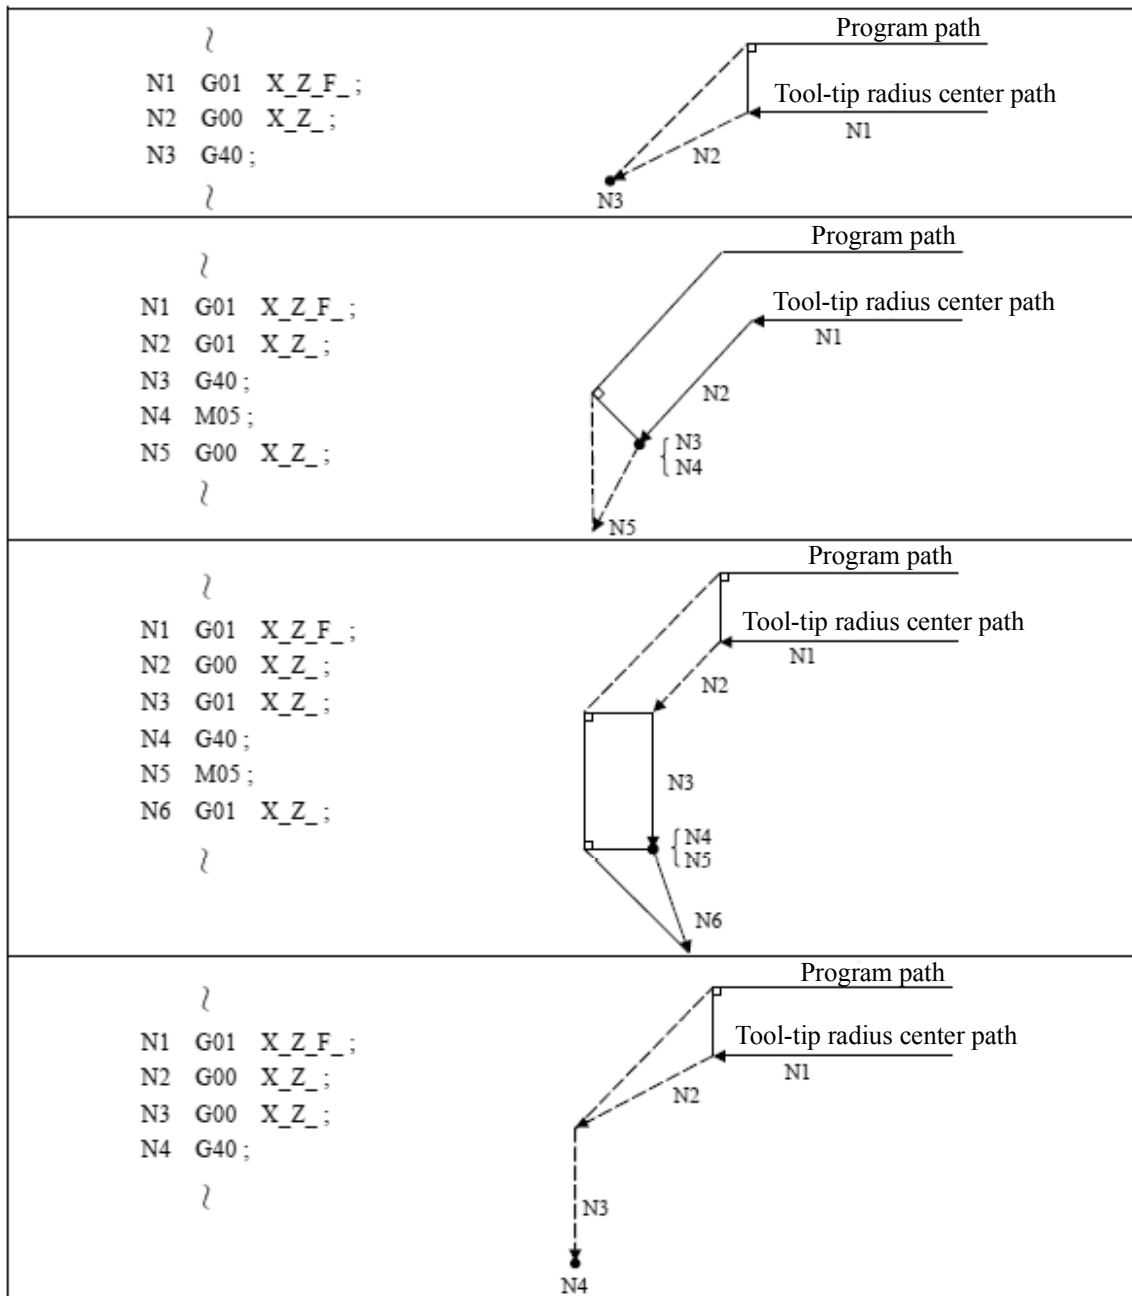 Program path
N1 G01 X_Z_F_ ;
Tool-tip radius center path
N2 G00 X_Z_ ;
N1
N3 G40 ;
N2
N3
Program path
N1 G01 X_Z_F_ ;
Tool-tip radius center path
N1
N2 G01 X_Z_ ;
N3 G40 ;
N2
N4 M05 ;
N3
N5 G00 X_Z_ ;
N4
N5
Program path
N1 G01 X_Z_F_ ;
Tool-tip radius center path
N1
N2 G00 X_Z_ ;
N2
N3 G01 X_Z_ ;
N4 G40 ;
N5 M05 ;
N3
N6 G01 X_Z_ ;
N4
N5
N6
Program path
N1 G01 X_Z_F_ ;
Tool-tip radius center path
N1
N2 G00 X_Z_ ;
N2
N3 G00 X_Z_ ;
N4 G40 ;
N3
N4